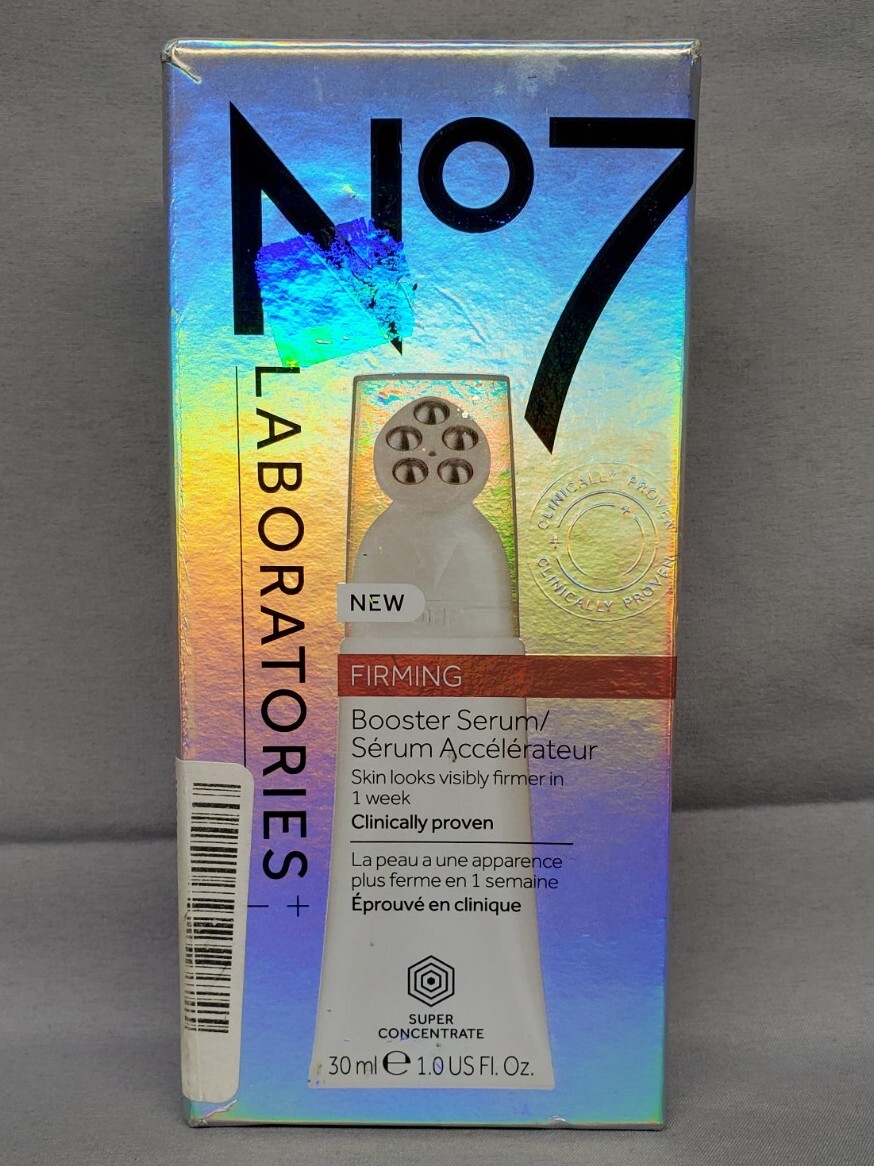 No7
LABORATORIES
CLINICALLY PROVEN
CLINICALLY PROVEN
NEW
FIRMING
Booster Serum/
Sérum Accélérateur
Skin looks visibly firmer in
1 week
Clinically proven
La peau a une apparence
plus ferme en 1 semaine
Éprouvé en clinique
SUPER
CONCENTRATE
30 ml e 1.0 US Fl. Oz.